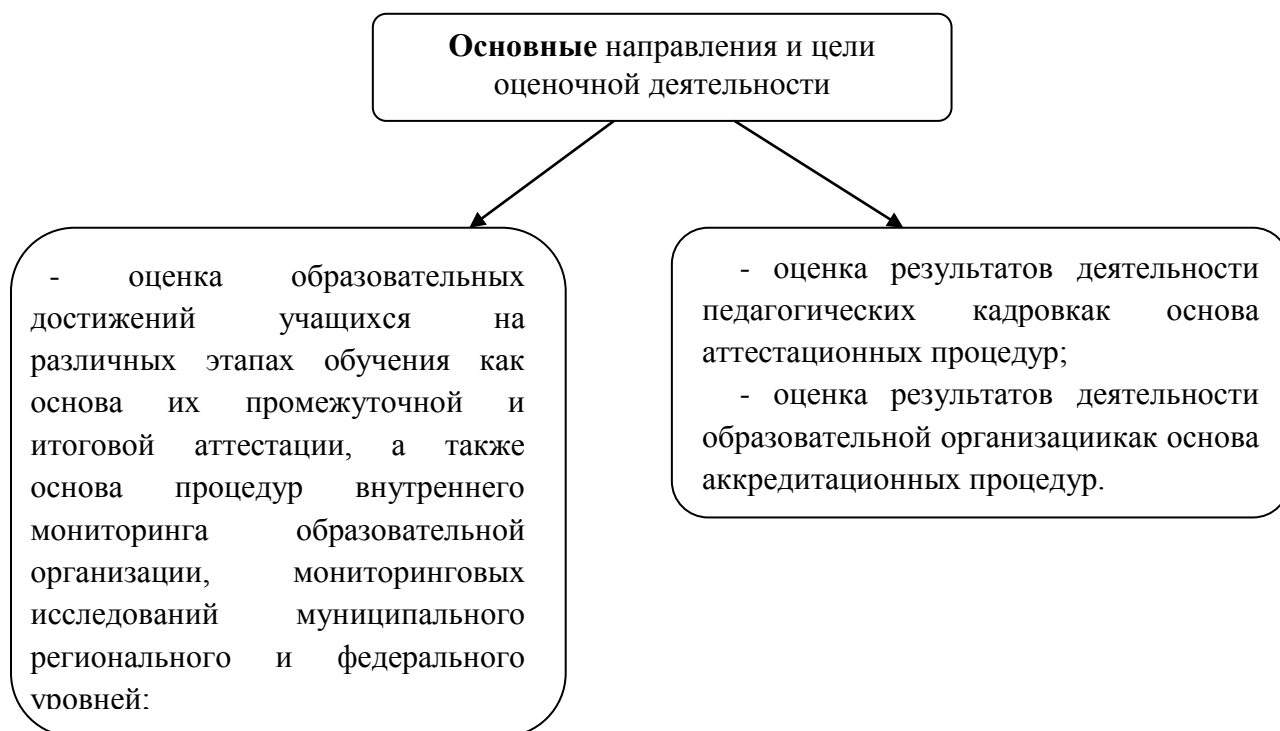 Основные направления и цели
оценочной деятельности
- оценка образовательных
достижений учащихся на
различных этапах обучения как
основа их промежуточной и
итоговой аттестации, а также
основа процедур внутреннего
мониторинга образовательной
организации, мониторинговых
исследований муниципального
регионального и федерального
уровней;
- оценка результатов деятельности
педагогических кадровкак основа
аттестационных процедур;
- оценка результатов деятельности
образовательной организациикак основа
аккредитационных процедур.